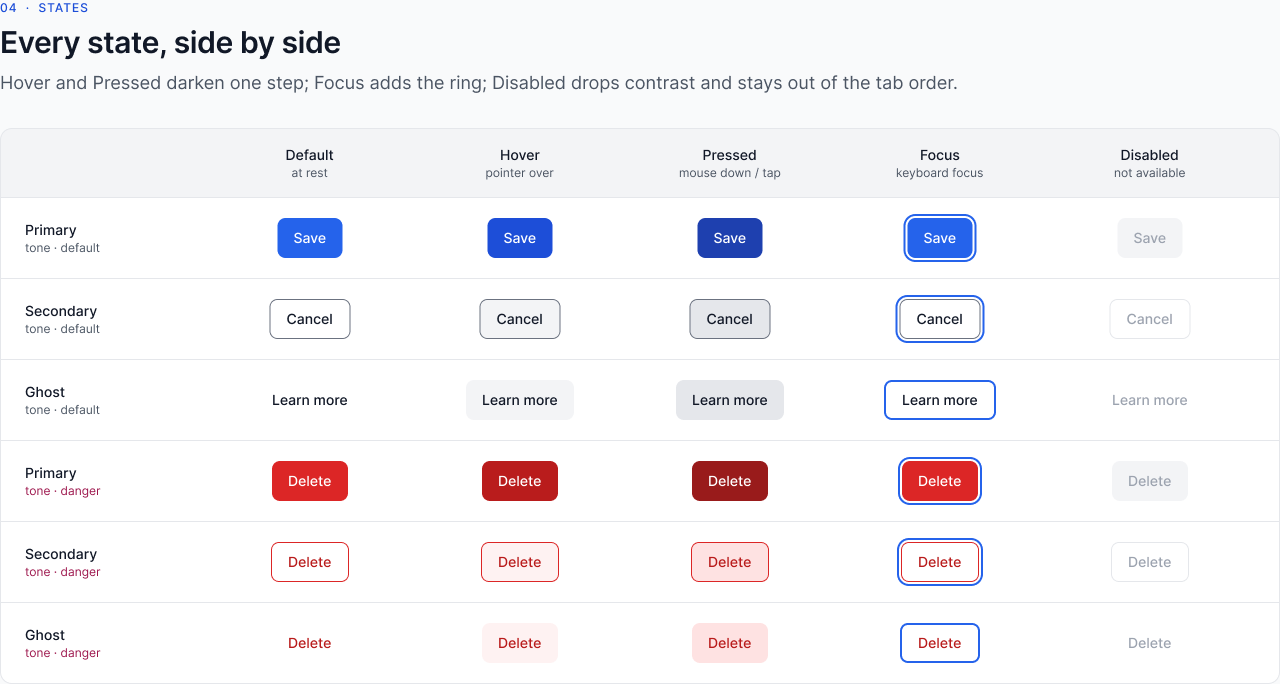 04 · STATES
Every state, side by side
Hover and Pressed darken one step; Focus adds the ring; Disabled drops contrast and stays out of the tab order.
Default Hover Pressed Focus Disabled
at rest pointer over mouse down / tap keyboard focus not available
Primary
tone · default
Save Save Save Save Save
Secondary
tone · default
Cancel Cancel Cancel Cancel Cancel
Ghost
tone · default
Learn more Learn more Learn more Learn more Learn more
Primary
tone · danger
Delete Delete Delete Delete Delete
Secondary
tone · danger
Delete Delete Delete Delete Delete
Ghost
tone · danger
Delete Delete Delete Delete Delete